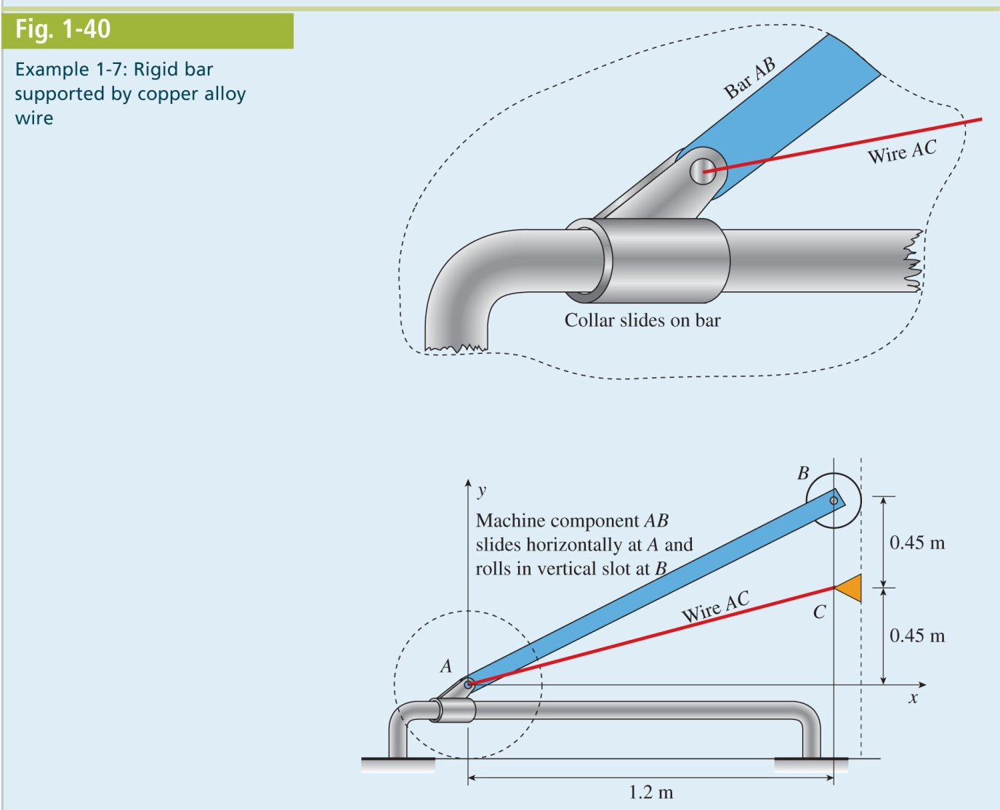 Fig. 1-40
Example 1-7: Rigid bar
supported by copper alloy
wire
Bar AB
Wire AC
Collar slides on bar
B
y
Machine component AB
slides horizontally at A and
rolls in vertical slot at B
0.45 m
Wire AC
C
0.45 m
A
x
1.2 m